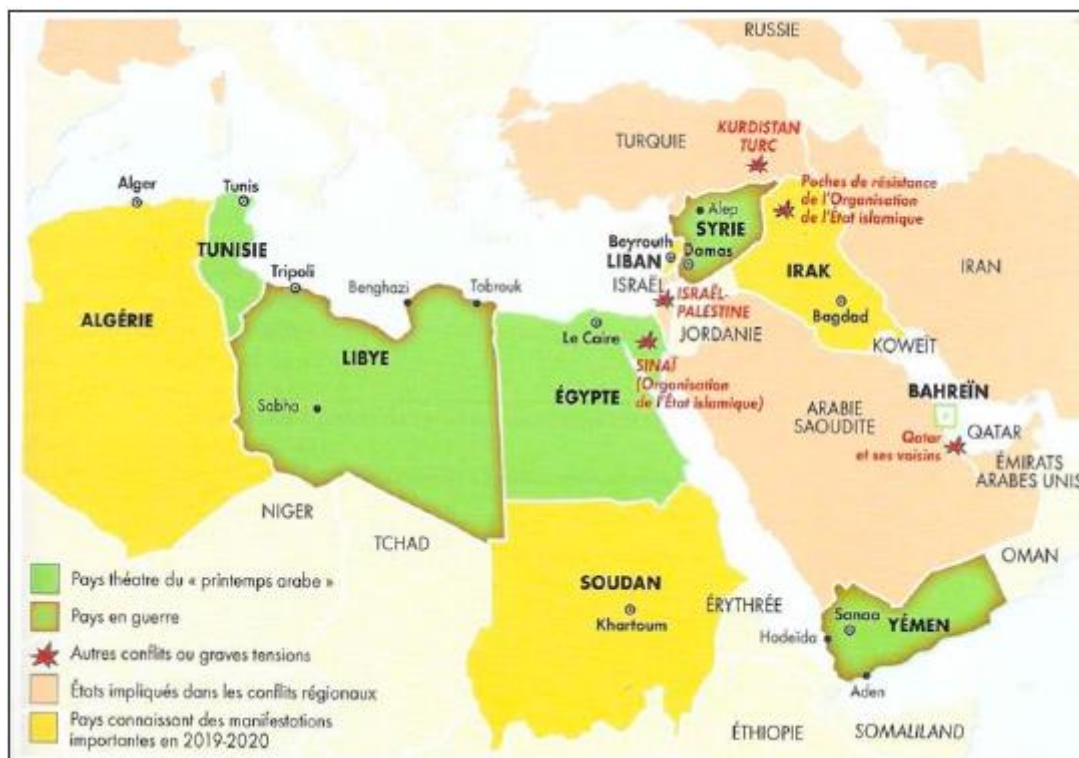 RUSSIE
KURDISTAN
TURC
TURQUIE
Poches de résistance
de l'Organisation
de l'État islamique
Alger
Tunis
Alep
SYRIE
TUNISIE
Beyrouth
Damas
LIBAN
IRAK
IRAN
Tripoli
Benghazi
Tobrouk
ISRAËL
ISRAËL-
PALESTINE
Bagdad
ALGÉRIE
Le Caire
JORDANIE
KOWEÏT
LIBYE
SINAÏ
(Organisation
de l'État islamique)
ÉGYPTE
BAHREÏN
Sabha
ARABIE
SAOUDITE
QATAR
Qatar
et ses voisins
ÉMIRATS
ARABES UNIS
NIGER
TCHAD
OMAN
SOUDAN
Khartoum
ÉRYTHRÉE
Sanaa
YÉMEN
Hodeïda
Aden
ÉTHIOPIE
SOMALILAND
Pays théatre du « printemps arabe »
Pays en guerre
Autres conflits ou graves tensions
États impliqués dans les conflits régionaux
Pays connaissant des manifestations
importantes en 2019-2020